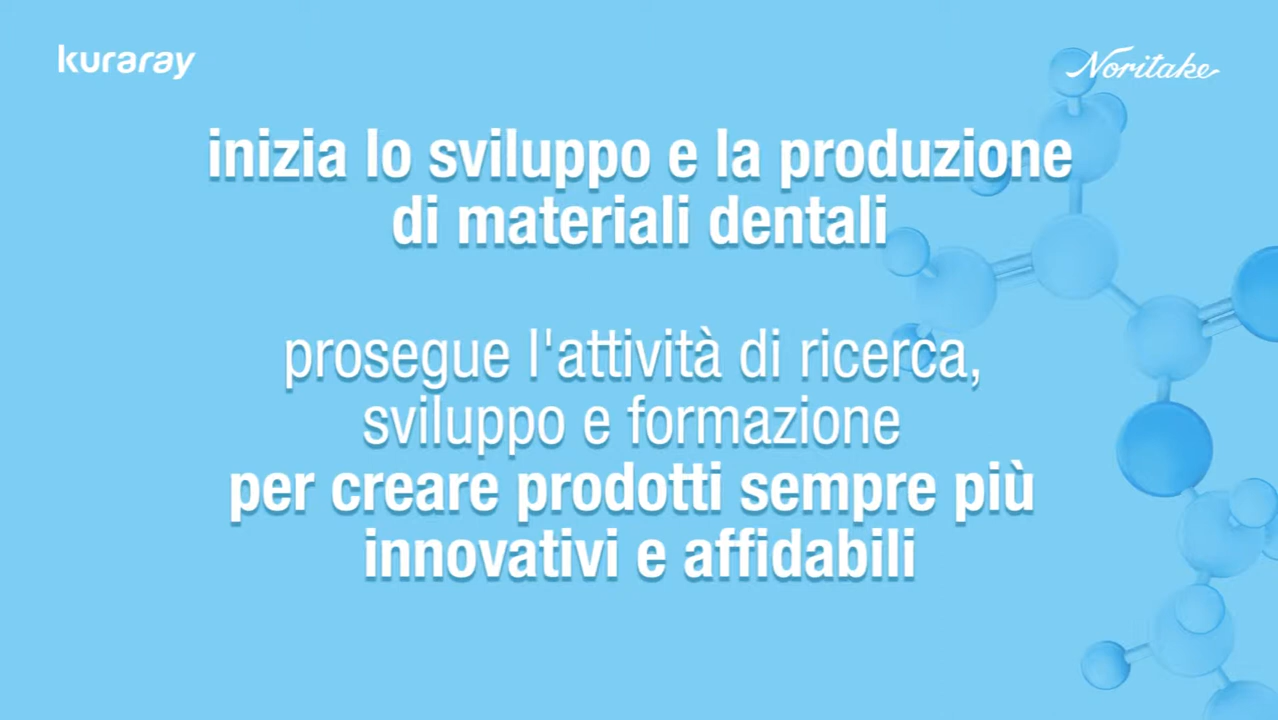 kuraray
Noritake
inizia lo sviluppo e la produzione
di materiali dentali
prosegue l'attività di ricerca,
sviluppo e formazione
per creare prodotti sempre più
innovativi e affidabili